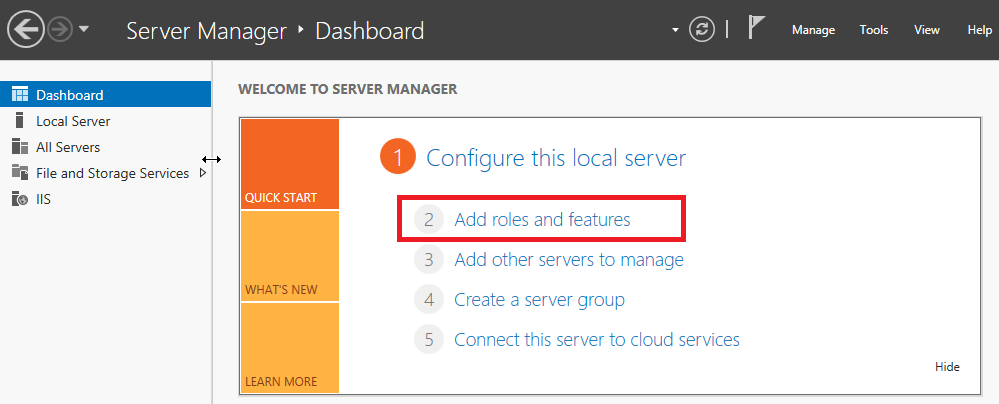 Server Manager ‣ Dashboard
Manage Tools View Help
Dashboard
Local Server
All Servers
File and Storage Services
IIS
WELCOME TO SERVER MANAGER
QUICK START
WHAT'S NEW
LEARN MORE
1 Configure this local server
2 Add roles and features
3 Add other servers to manage
4 Create a server group
5 Connect this server to cloud services
Hide